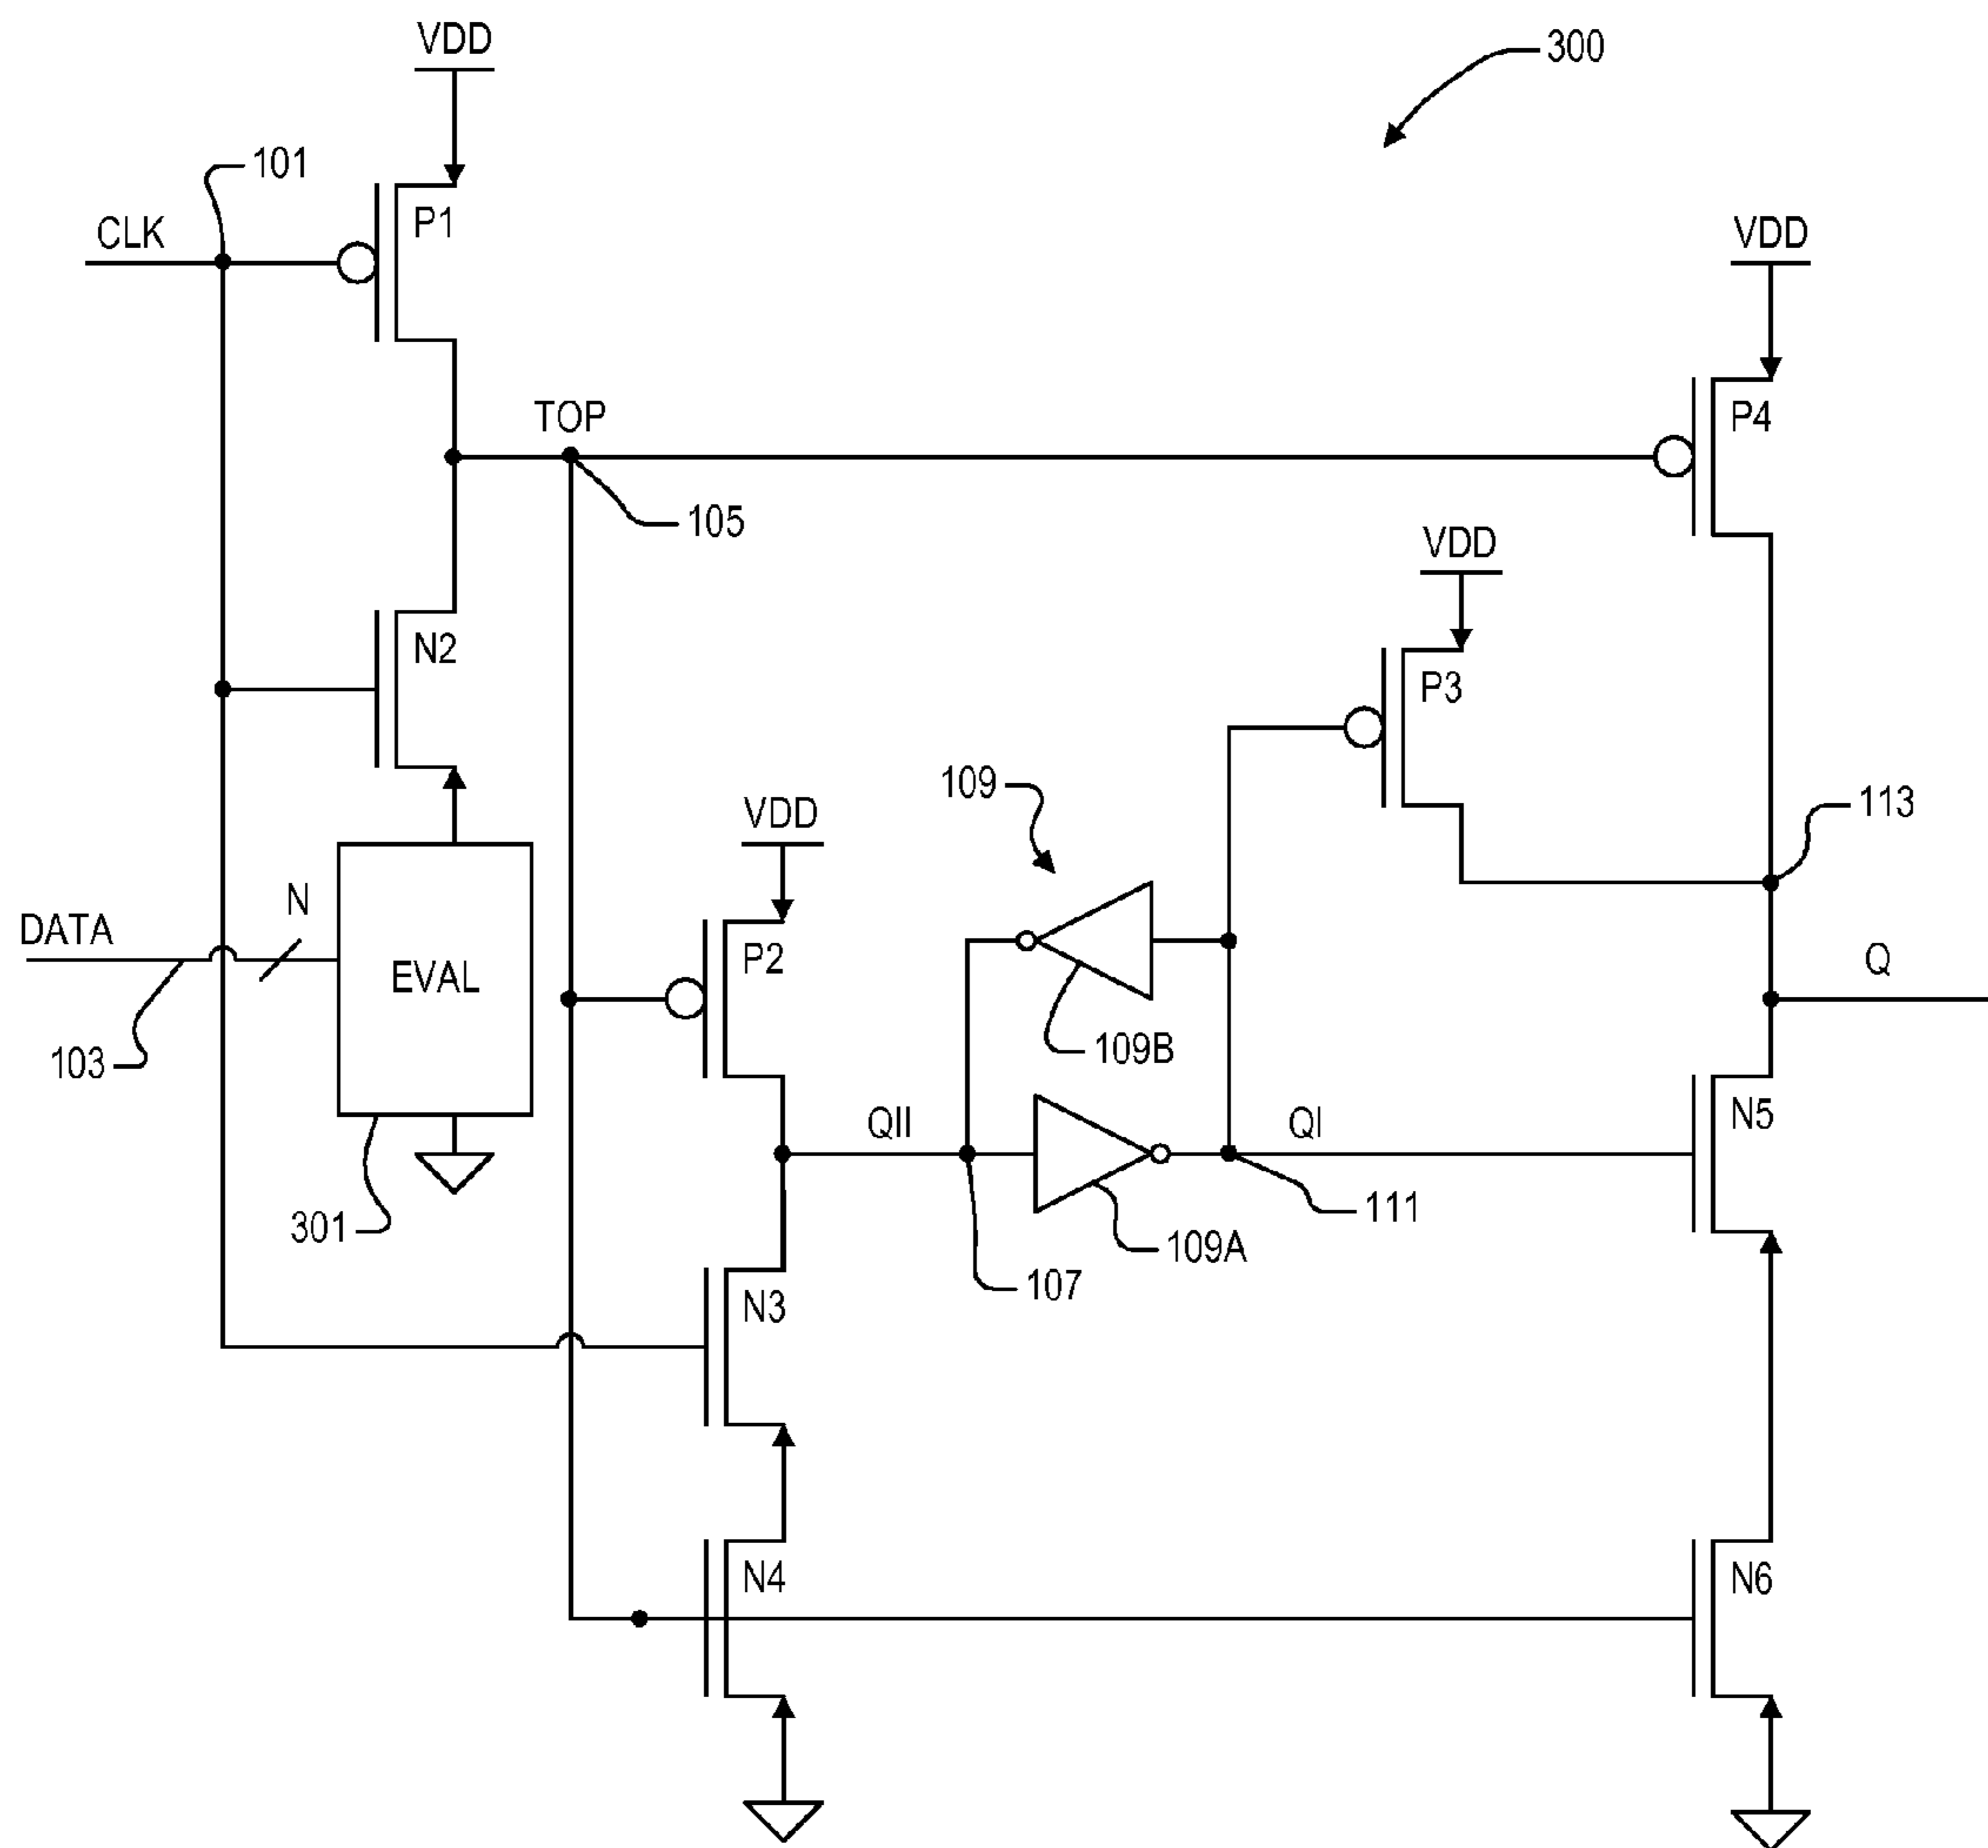 VDD
300
101
CLK
P1
VDD
TOP
P4
105
VDD
N2
P3
109
113
VDD
N
DATA
P2
EVAL
Q
109B
103
QII
QI
N5
301
111
109A
107
N3
N4
N6